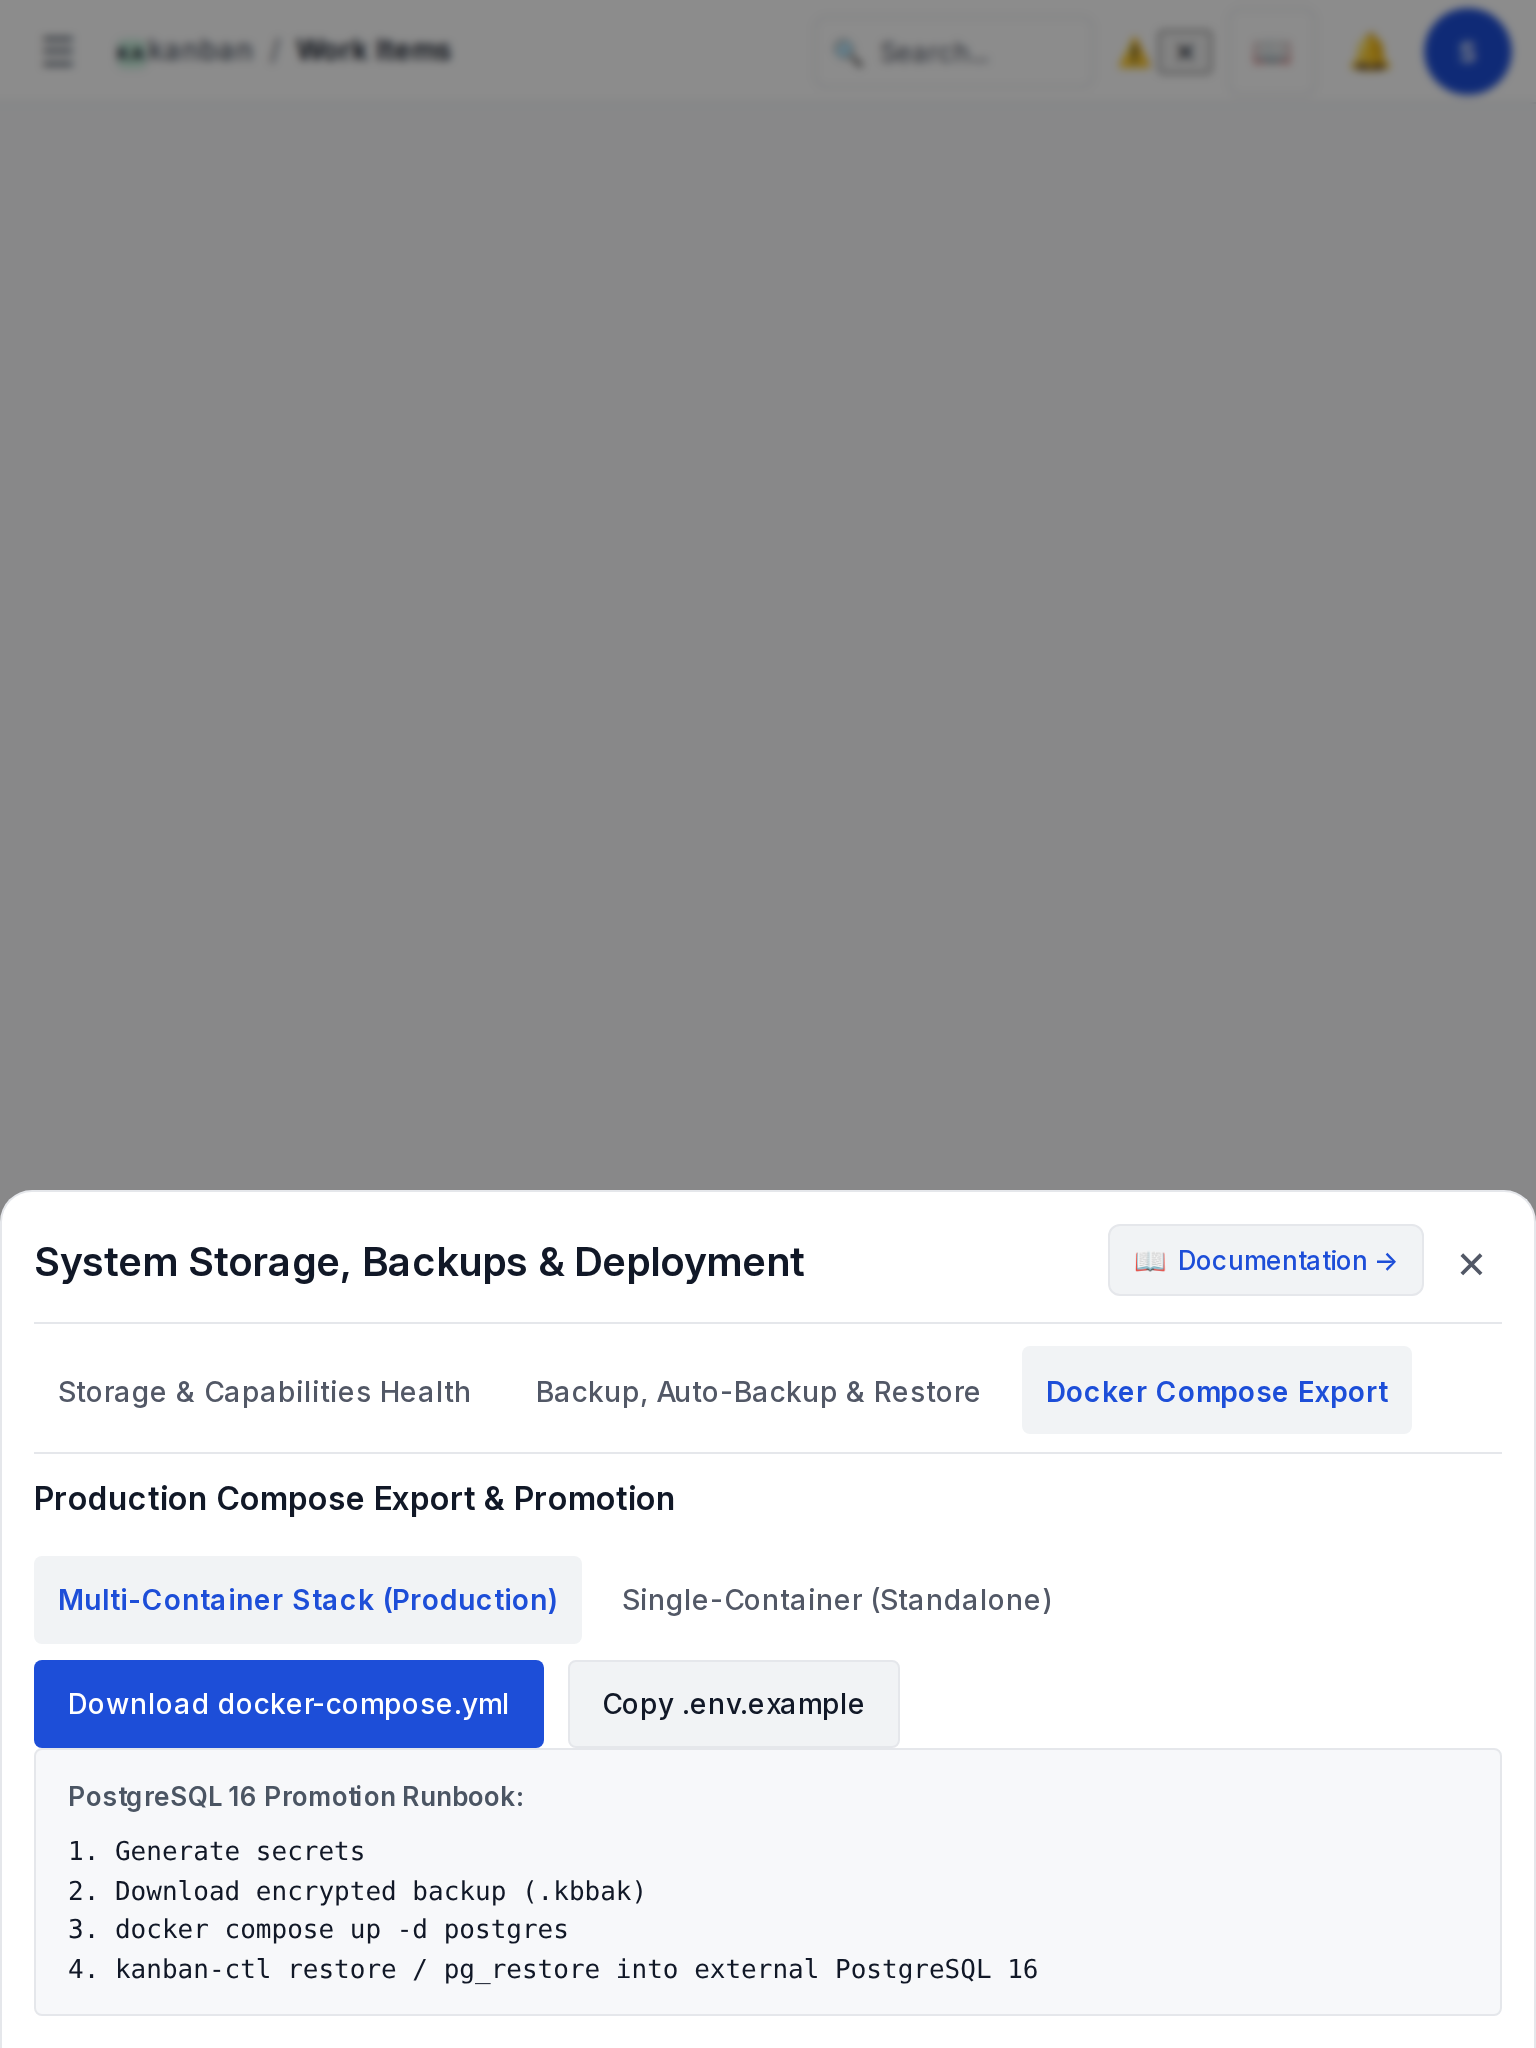 kanban / Work Items
Search...
S
System Storage, Backups & Deployment
Documentation →
Storage & Capabilities Health
Backup, Auto-Backup & Restore
Docker Compose Export
Production Compose Export & Promotion
Multi-Container Stack (Production)
Single-Container (Standalone)
Download docker-compose.yml
Copy .env.example
PostgreSQL 16 Promotion Runbook:
1. Generate secrets
2. Download encrypted backup (.kbbak)
3. docker compose up -d postgres
4. kanban-ctl restore / pg_restore into external PostgreSQL 16